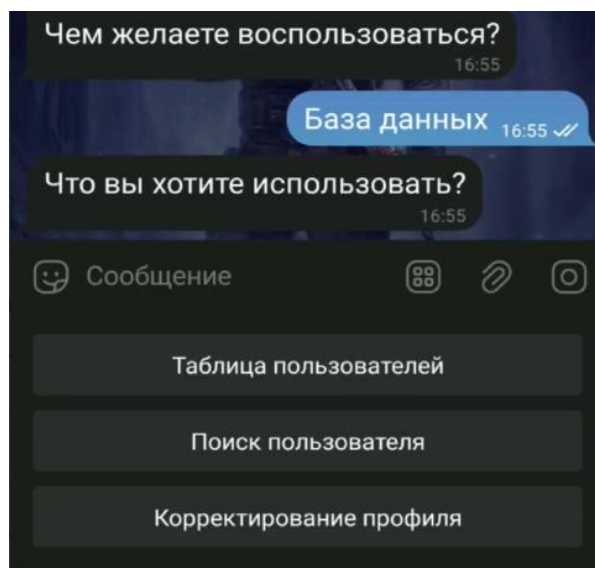 Чем желаете воспользоваться?
16:55
База данных 16:55
Что вы хотите использовать?
16:55
Сообщение
Таблица пользователей
Поиск пользователя
Корректирование профиля